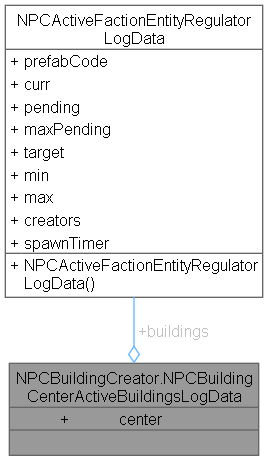 NPCActiveFactionEntityRegulator
LogData
+ prefabCode
+ curr
+ pending
+ maxPending
+ target
+ min
+ max
+ creators
+ spawnTimer
+ NPCActiveFactionEntityRegulator
LogData()
+buildings
NPCBuildingCreator.NPCBuilding
CenterActiveBuildingsLogData
+ center